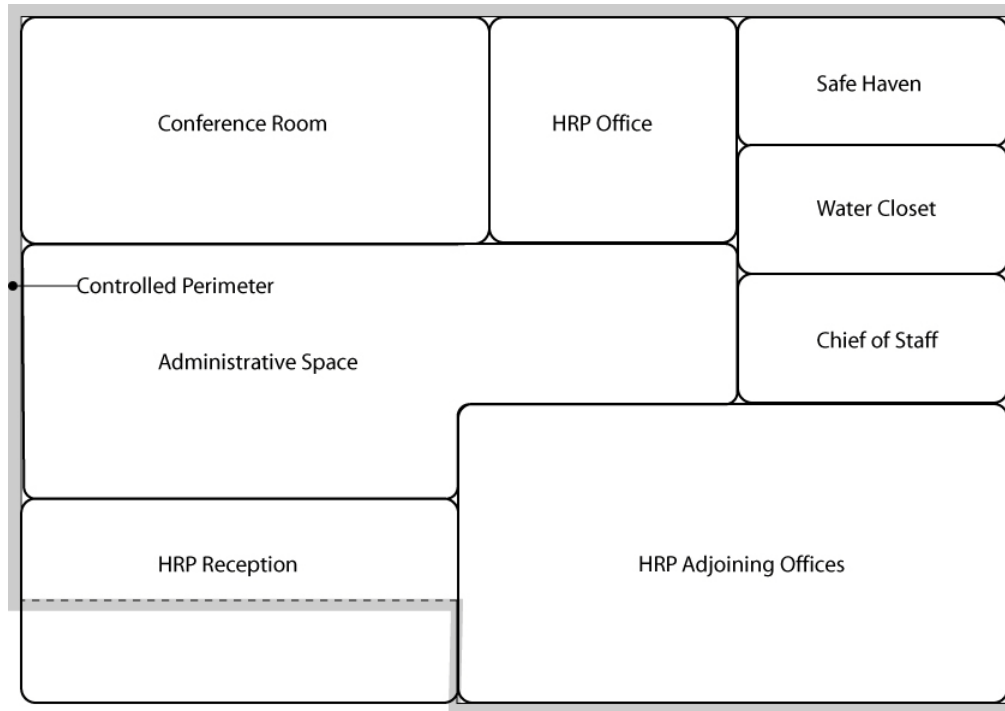 Conference Room
HRP Office
Safe Haven
Water Closet
Controlled Perimeter
Administrative Space
Chief of Staff
HRP Reception
HRP Adjoining Offices